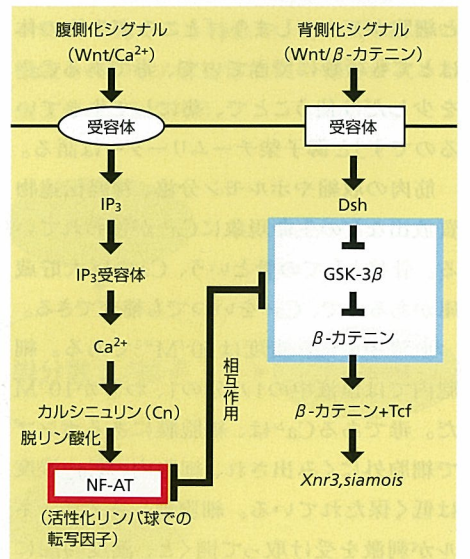 腹側化シグナル
（Wnt/Ca²⁺）
受容体
IP₃
IP₃受容体
Ca²⁺
カルシニュリン（Cn）
脱リン酸化
NF-AT
（活性化リンパ球での
転写因子）
相互作用
背側化シグナル
（Wnt/β-カテニン）
受容体
Dsh
GSK-3β
β-カテニン
β-カテニン+Tcf
Xnr3,siamois